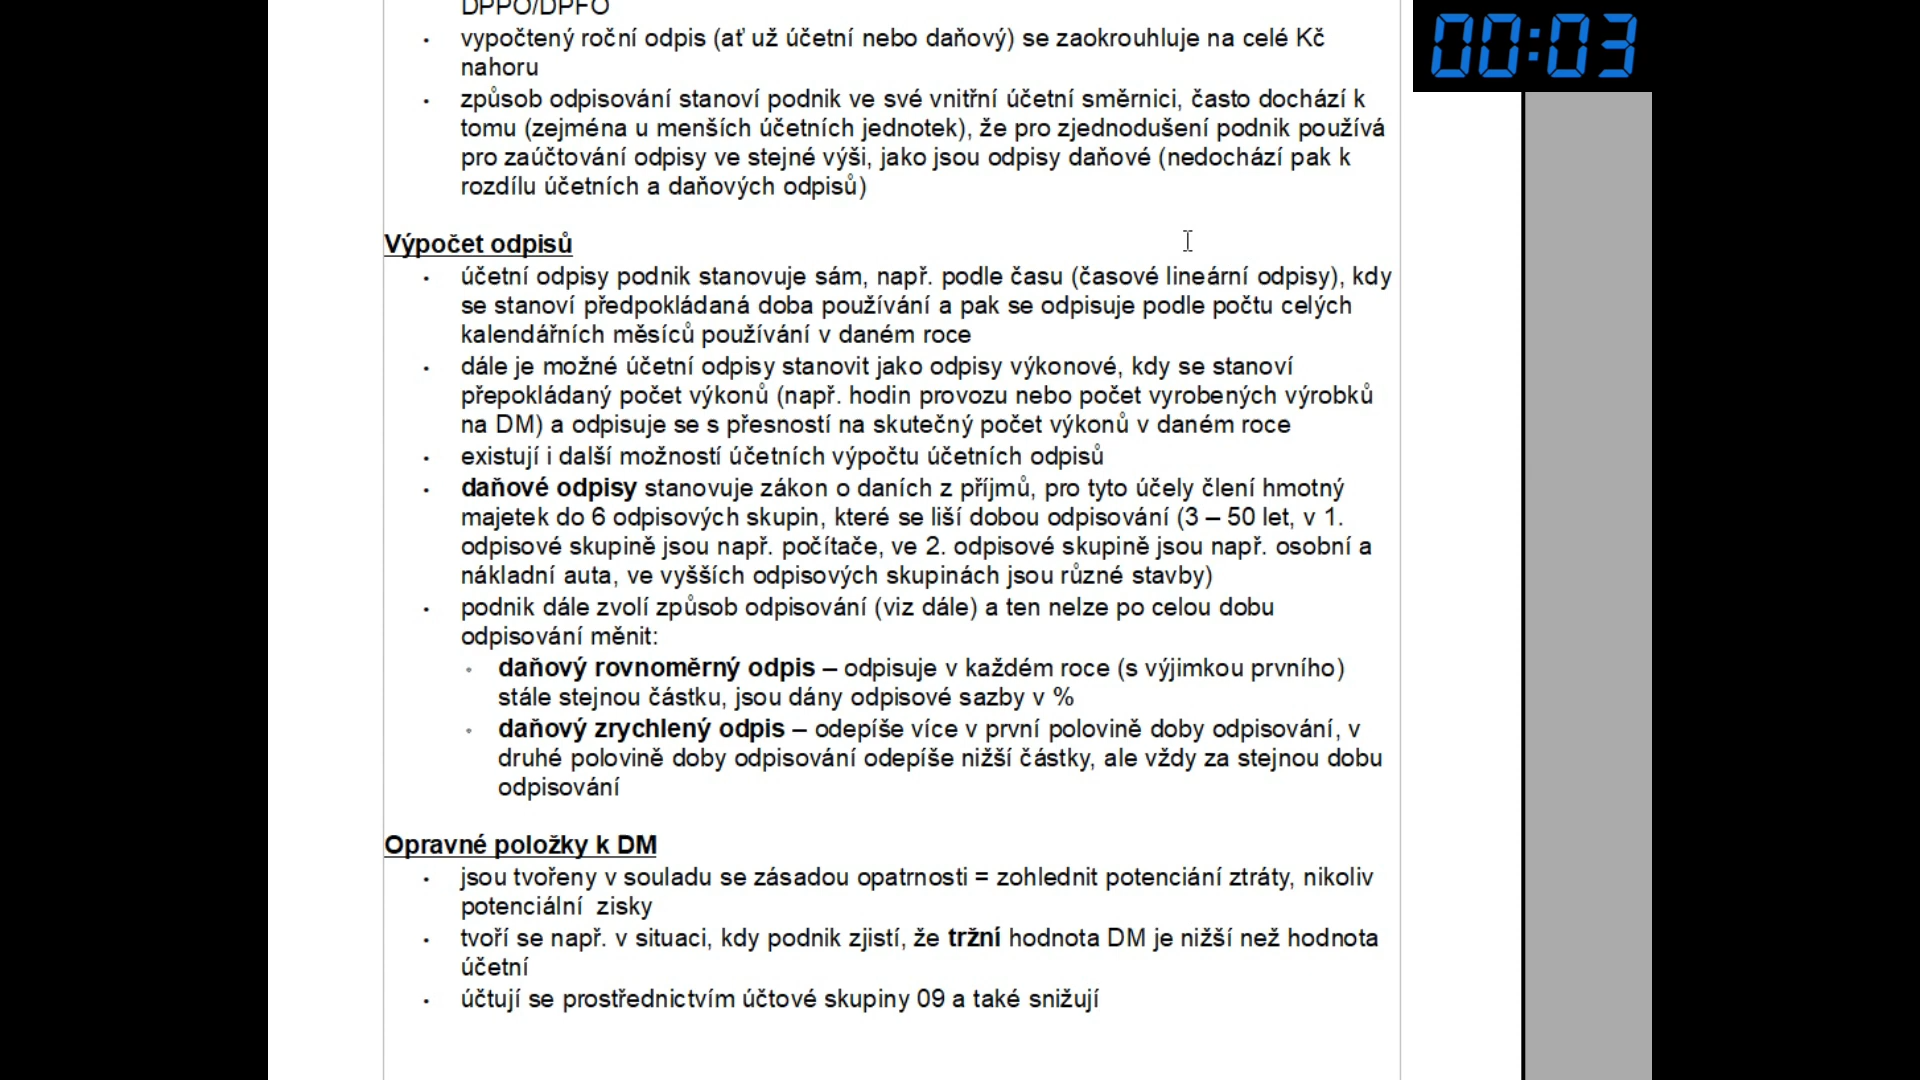 DPPO/DPFO
00:03
• vypočtený roční odpis (ať už účetní nebo daňový) se zaokrouhluje na celé Kč
nahoru
• způsob odpisování stanoví podnik ve své vnitřní účetní směrnici, často dochází k
tomu (zejména u menších účetních jednotek), že pro zjednodušení podnik používá
pro zaúčtování odpisy ve stejné výši, jako jsou odpisy daňové (nedochází pak k
rozdílu účetních a daňových odpisů)
Výpočet odpisů
• účetní odpisy podnik stanovuje sám, např. podle času (časové lineární odpisy), kdy
se stanoví předpokládaná doba používání a pak se odpisuje podle počtu celých
kalendářních měsíců používání v daném roce
• dále je možné účetní odpisy stanovit jako odpisy výkonové, kdy se stanoví
přepokládaný počet výkonů (např. hodin provozu nebo počet vyrobených výrobků
na DM) a odpisuje se s přesností na skutečný počet výkonů v daném roce
• existují i další možností účetních výpočtu účetních odpisů
• daňové odpisy stanovuje zákon o daních z příjmů, pro tyto účely člení hmotný
majetek do 6 odpisových skupin, které se liší dobou odpisování (3 – 50 let, v 1.
odpisové skupině jsou např. počítače, ve 2. odpisové skupině jsou např. osobní a
nákladní auta, ve vyšších odpisových skupinách jsou různé stavby)
• podnik dále zvolí způsob odpisování (viz dále) a ten nelze po celou dobu
odpisování měnit:
◦ daňový rovnoměrný odpis – odpisuje v každém roce (s výjimkou prvního)
stále stejnou částku, jsou dány odpisové sazby v %
◦ daňový zrychlený odpis – odepíše více v první polovině doby odpisování, v
druhé polovině doby odpisování odepíše nižší částky, ale vždy za stejnou dobu
odpisování
Opravné položky k DM
• jsou tvořeny v souladu se zásadou opatrnosti = zohlednit potenciání ztráty, nikoliv
potenciální  zisky
• tvoří se např. v situaci, kdy podnik zjistí, že tržní hodnota DM je nižší než hodnota
účetní
• účtují se prostřednictvím účtové skupiny 09 a také snižují